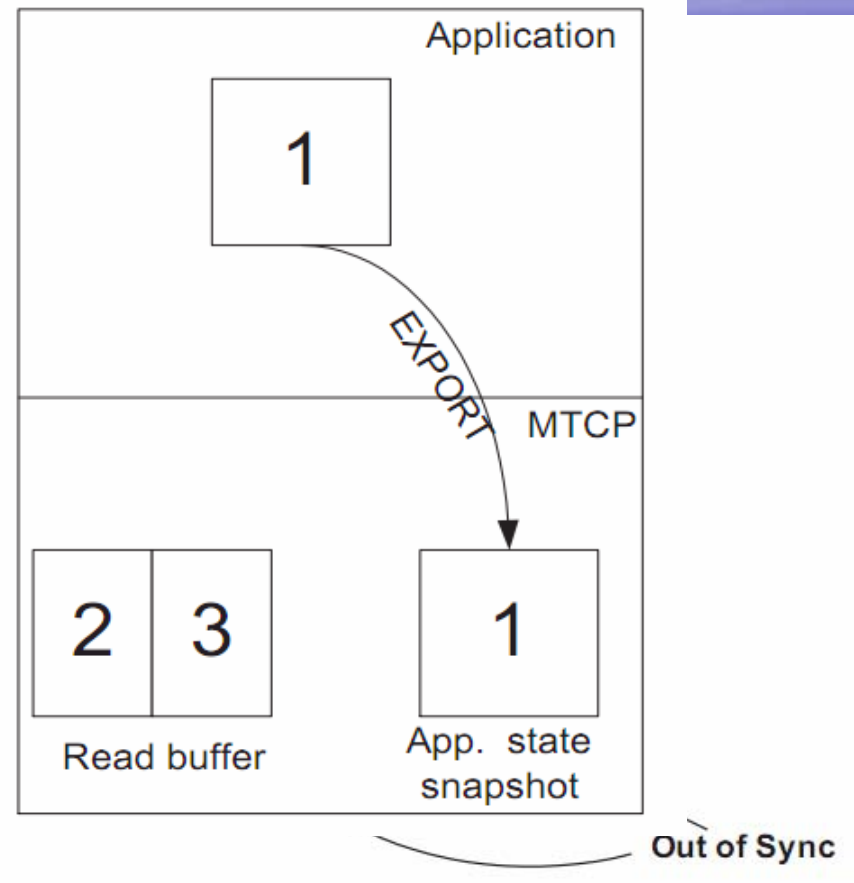 Application
1
EXPORT
MTCP
2 3
1
Read buffer
App. state
snapshot
Out of Sync